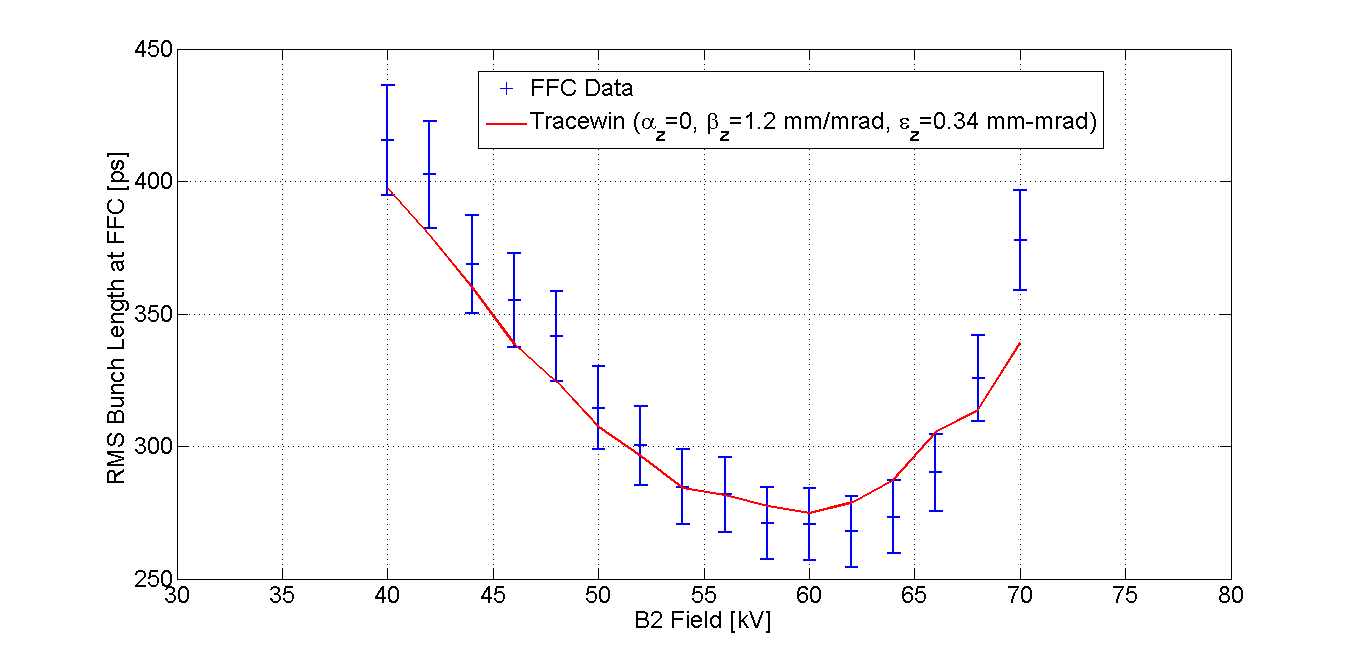 450
400
350
300
250
RMS Bunch Length at FFC [ps]
FFC Data
Tracewin (αz=0, βz=1.2 mm/mrad, εz=0.34 mm-mrad)
30 35 40 45 50 55 60 65 70 75 80
B2 Field [kV]